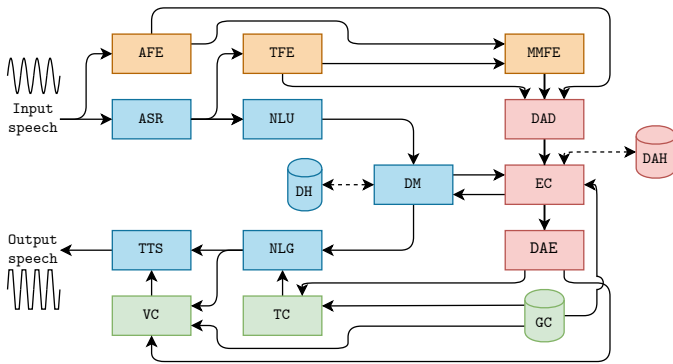 AFE
TFE
MMFE
Input
speech
ASR
NLU
DAD
DAH
DH
DM
EC
Output
speech
TTS
NLG
DAE
VC
TC
GC